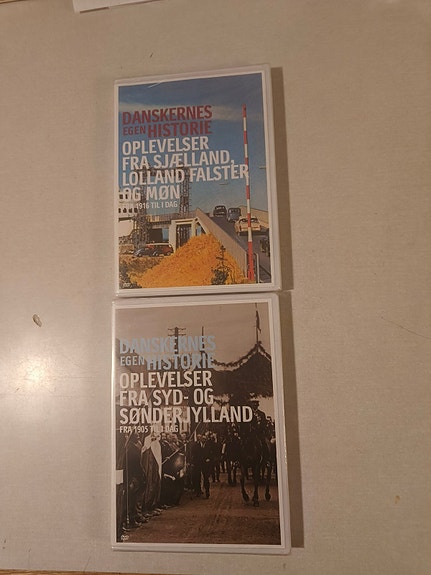 DANSKERNES
EGEN HISTORIE
OPLEVELSER
FRA SJÆLLAND,
LOLLAND FALSTER
OG MØN
1916 TIL I DAG
DANSKERNES
EGEN HISTORIE
OPLEVELSER
FRA SYD- OG
SØNDERJYLLAND
FRA 1905 TIL I DAG
DVD